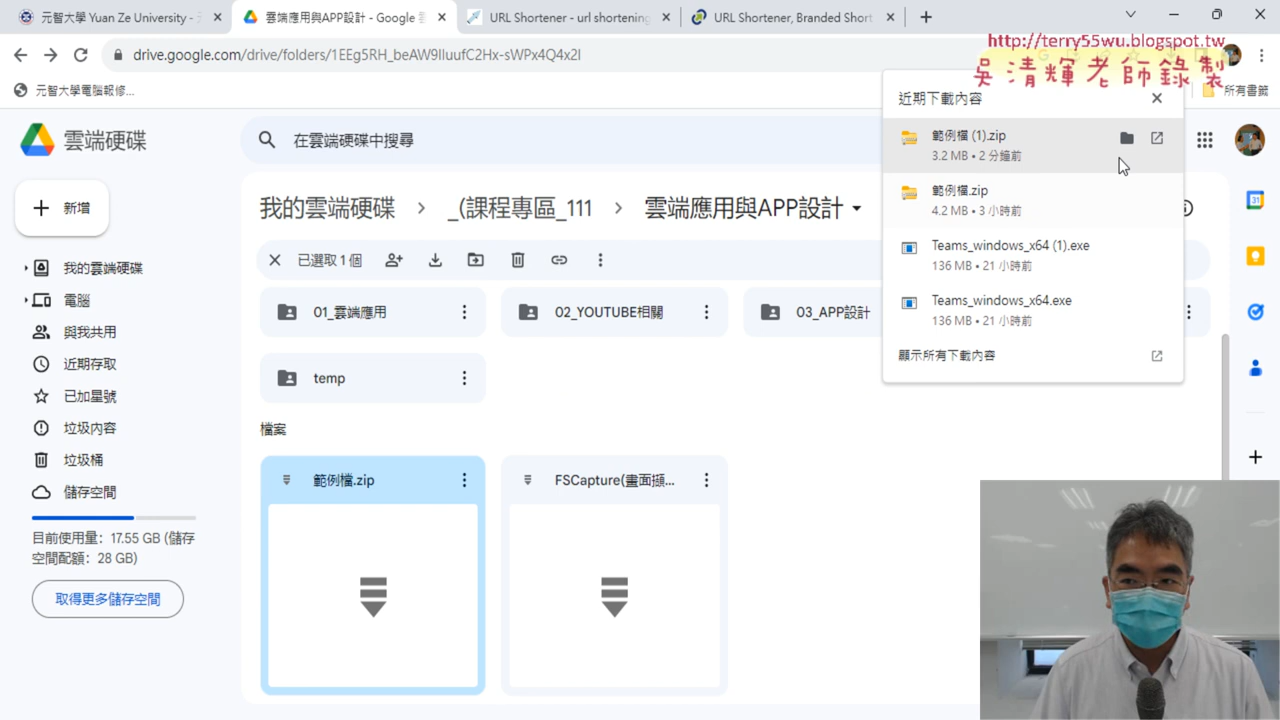 元智大學 Yuan Ze University -
雲端應用與APP設計 - Google
URL Shortener - url shortening
URL Shortener, Branded Short
drive.google.com/drive/folders/1EEg5RH_beAW9IluufC2Hx-sWPx4Q4x2I
http://terry55wu.blogspot.tw
吳清輝老師錄製
元智大學電腦報修...
所有書籤
近期下載內容
雲端硬碟
在雲端硬碟中搜尋
範例檔 (1).zip
3.2 MB • 2 分鐘前
範例檔.zip
4.2 MB • 3 小時前
Teams_windows_x64 (1).exe
136 MB • 21 小時前
Teams_windows_x64.exe
136 MB • 21 小時前
顯示所有下載內容
新增
我的雲端硬碟
_(課程專區_111
雲端應用與APP設計
已選取 1 個
我的雲端硬碟
電腦
與我共用
近期存取
已加星號
垃圾內容
垃圾桶
儲存空間
目前使用量：17.55 GB (儲存
空間配額：28 GB)
取得更多儲存空間
01_雲端應用
02_YOUTUBE相關
03_APP設計
temp
檔案
範例檔.zip
FSCapture(畫面擷...
31